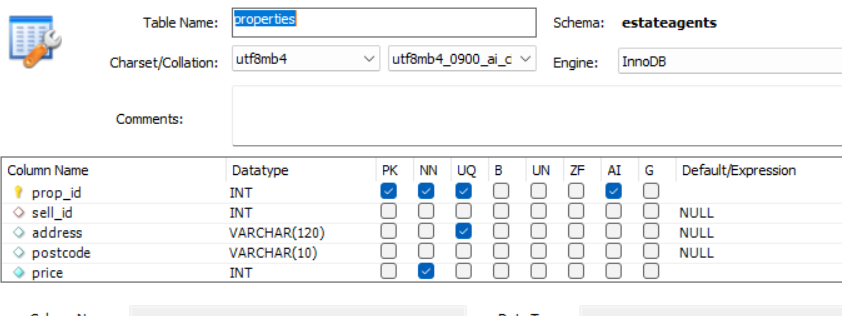 Table Name: properties Schema: estateagents
Charset/Collation: utf8mb4 utf8mb4_0900_ai_c Engine: InnoDB
Comments:
Column Name Datatype PK NN UQ B UN ZF AI G Default/Expression
prop_id INT
sell_id INT NULL
address VARCHAR(120) NULL
postcode VARCHAR(10) NULL
price INT